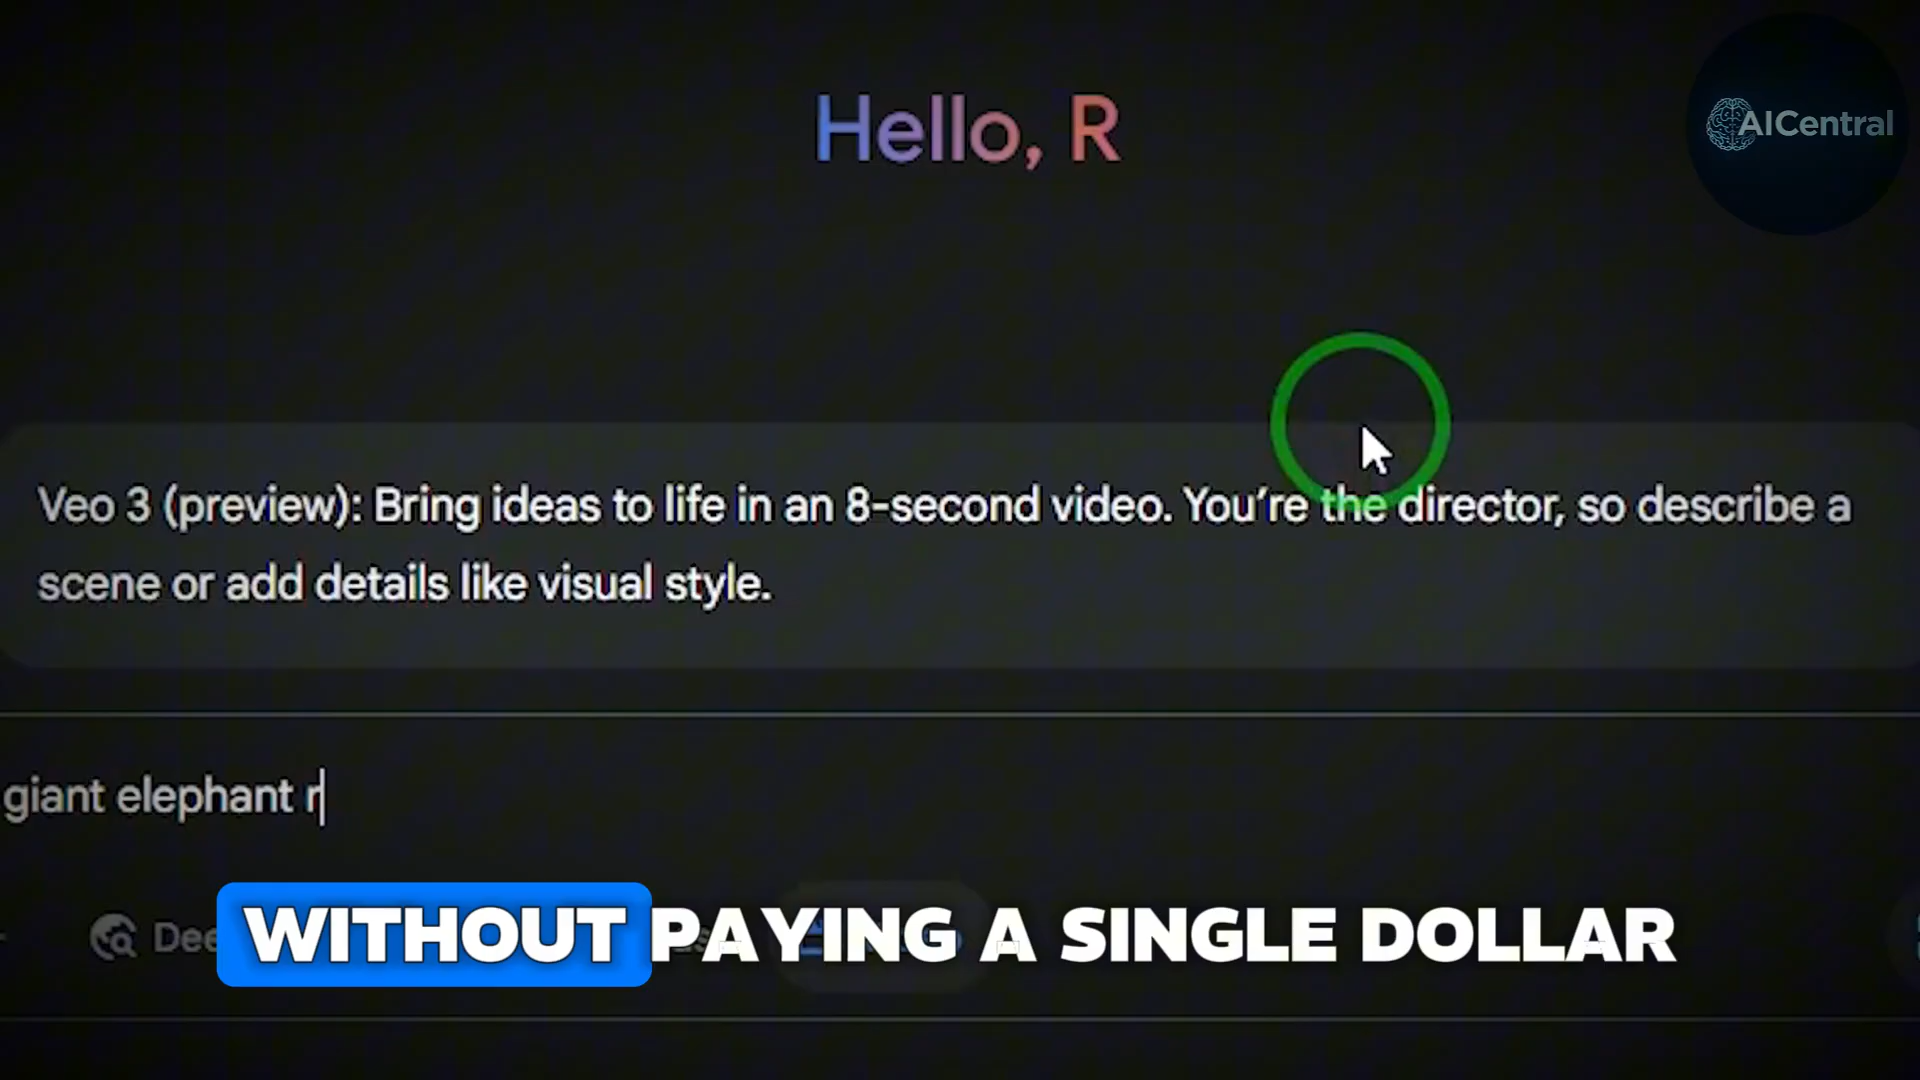 AICentral
Hello, R
Veo 3 (preview): Bring ideas to life in an 8-second video. You're the director, so describe a
scene or add details like visual style.
giant elephant r
Dee
WITHOUT PAYING A SINGLE DOLLAR